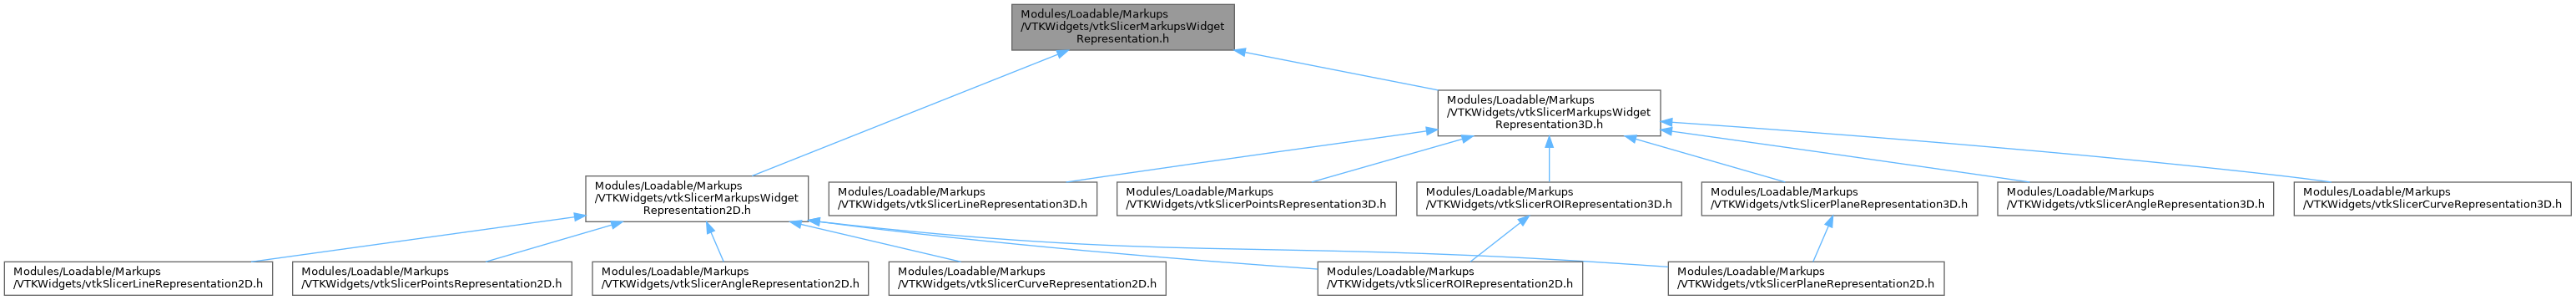 Modules/Loadable/Markups
/VTKWidgets/vtkSlicerMarkupsWidget
Representation.h
Modules/Loadable/Markups
/VTKWidgets/vtkSlicerMarkupsWidget
Representation3D.h
Modules/Loadable/Markups
/VTKWidgets/vtkSlicerMarkupsWidget
Representation2D.h
Modules/Loadable/Markups
/VTKWidgets/vtkSlicerLineRepresentation3D.h
Modules/Loadable/Markups
/VTKWidgets/vtkSlicerPointsRepresentation3D.h
Modules/Loadable/Markups
/VTKWidgets/vtkSlicerROIRepresentation3D.h
Modules/Loadable/Markups
/VTKWidgets/vtkSlicerPlaneRepresentation3D.h
Modules/Loadable/Markups
/VTKWidgets/vtkSlicerAngleRepresentation3D.h
Modules/Loadable/Markups
/VTKWidgets/vtkSlicerCurveRepresentation3D.h
Modules/Loadable/Markups
/VTKWidgets/vtkSlicerLineRepresentation2D.h
Modules/Loadable/Markups
/VTKWidgets/vtkSlicerPointsRepresentation2D.h
Modules/Loadable/Markups
/VTKWidgets/vtkSlicerAngleRepresentation2D.h
Modules/Loadable/Markups
/VTKWidgets/vtkSlicerCurveRepresentation2D.h
Modules/Loadable/Markups
/VTKWidgets/vtkSlicerROIRepresentation2D.h
Modules/Loadable/Markups
/VTKWidgets/vtkSlicerPlaneRepresentation2D.h